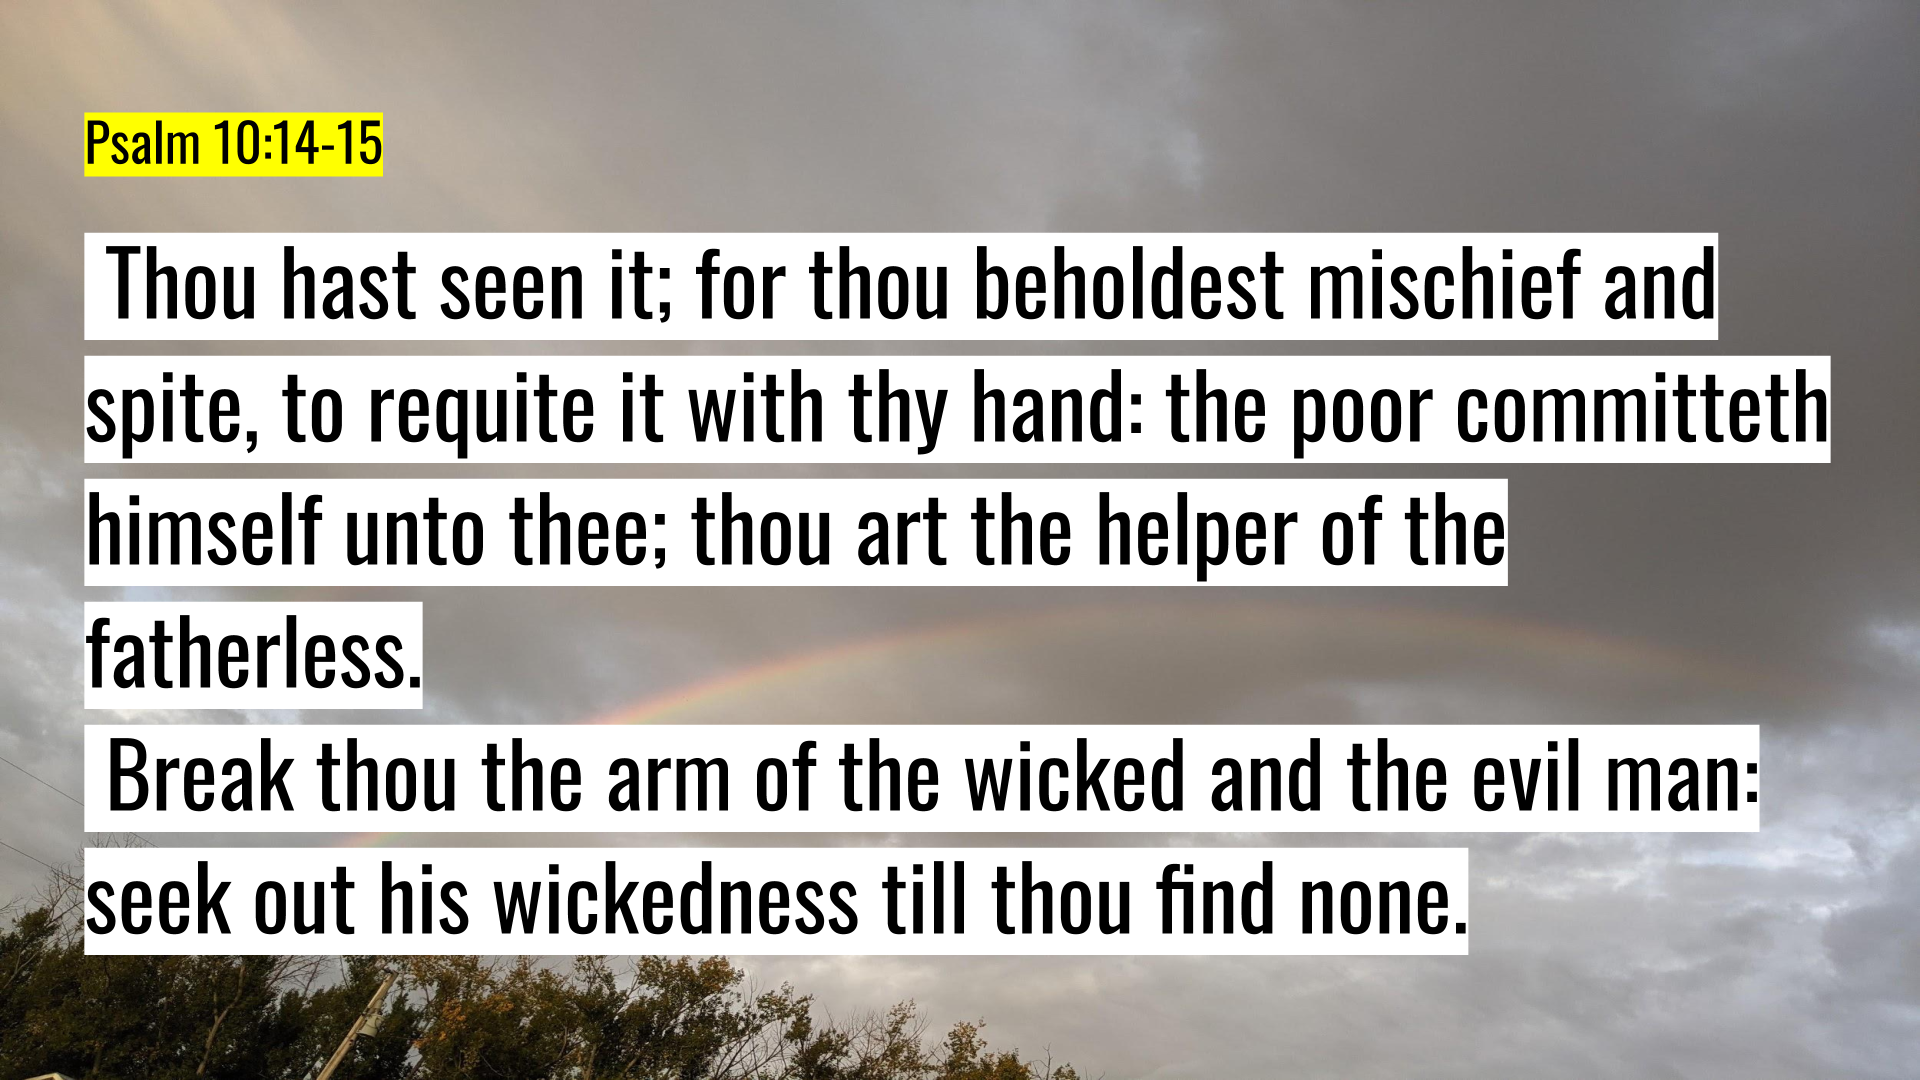 Psalm 10:14-15
Thou hast seen it; for thou beholdest mischief and
spite, to requite it with thy hand: the poor committeth
himself unto thee; thou art the helper of the
fatherless.
Break thou the arm of the wicked and the evil man:
seek out his wickedness till thou find none.